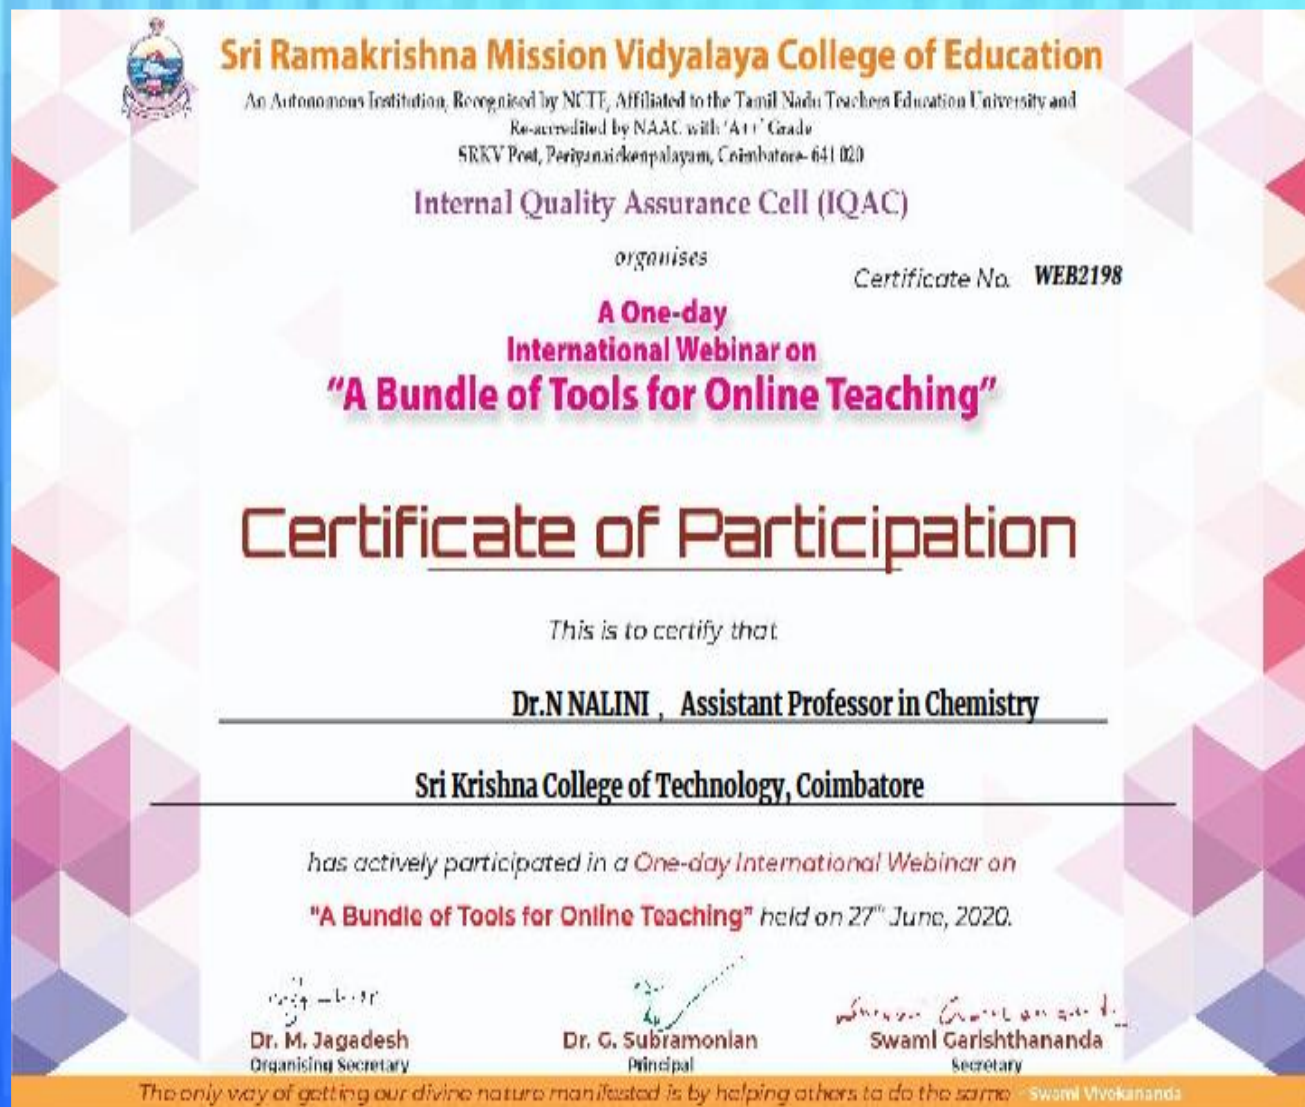 Sri Ramakrishna Mission Vidyalaya College of Education
An Autonomous Institution, Recognised by NCTE, Affiliated to the Tamil Nadu Teachers Education University and
Re-accredited by NAAC with 'A++' Grade
SRKV Post, Periyanaickenpalayam, Coimbatore- 641 020
Internal Quality Assurance Cell (IQAC)
organises
Certificate No. WEB2198
A One-day
International Webinar on
"A Bundle of Tools for Online Teaching"
Certificate of Participation
This is to certify that
Dr.N NALINI , Assistant Professor in Chemistry
Sri Krishna College of Technology, Coimbatore
has actively participated in a One-day International Webinar on
"A Bundle of Tools for Online Teaching" held on 27th June, 2020.
Dr. M. Jagadesh
Organising Secretary
Dr. G. Subramonian
Principal
Swami Garishthananda
Secretary
The only way of getting our divine nature manifested is by helping others to do the same - Swami Vivekananda